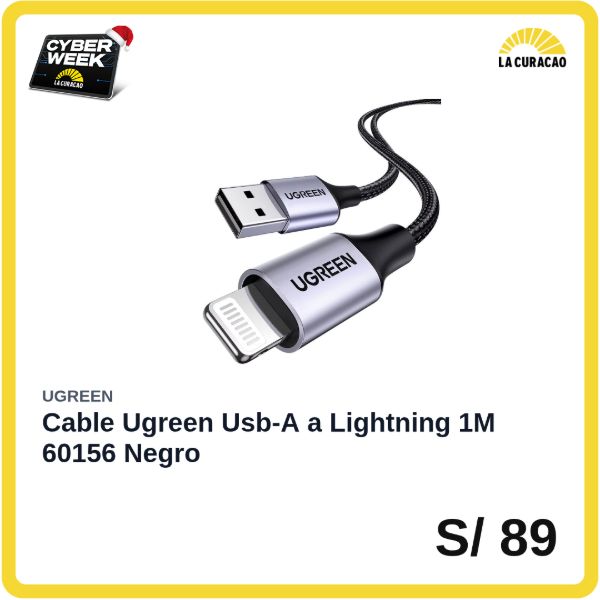 CYBER
WEEK
LA CURACAO
LA CURACAO
UGREEN
UGREEN
UGREEN
Cable Ugreen Usb-A a Lightning 1M
60156 Negro
S/ 89